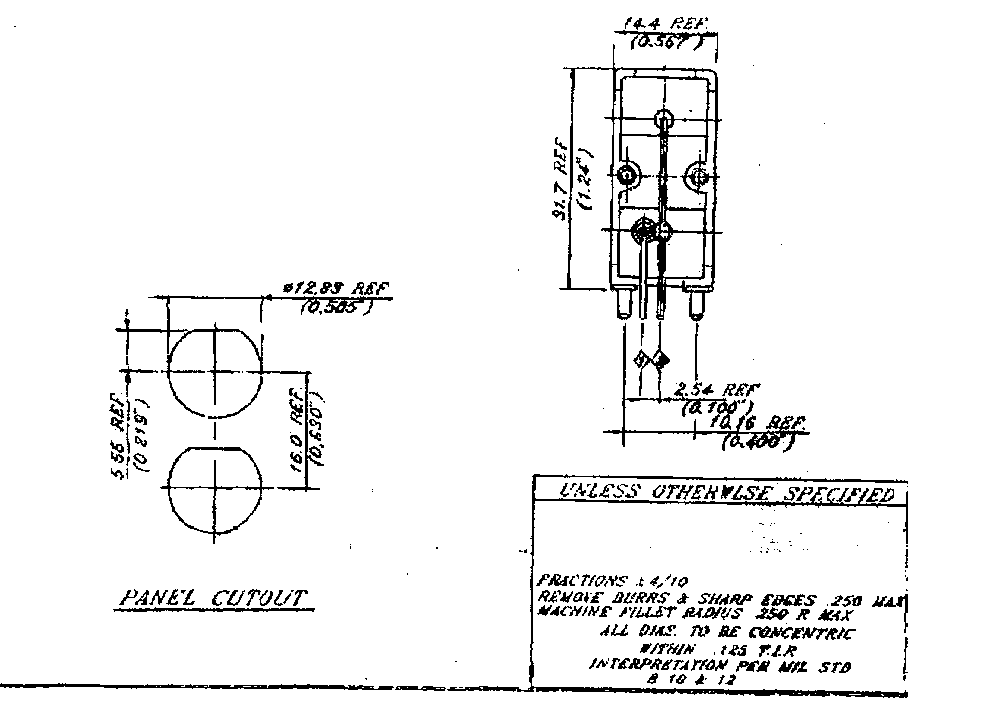 14.4 REF.
(0.567")
31.7 REF
(1.24")
ø12.83 REF
(0.505")
5.56 REF
(0.219")
16.0 REF
(0.630")
2.54 REF
(0.100")
10.16 REF.
(0.400")
UNLESS OTHERWISE SPECIFIED
FRACTIONS ± 4/10
REMOVE BURRS & SHARP EDGES .250 MAX
MACHINE FILLET RADIUS .250 R MAX
ALL DIAS. TO BE CONCENTRIC
WITHIN .125 T.I.R
INTERPRETATION PER MIL STD
8 10 & 12
PANEL CUTOUT